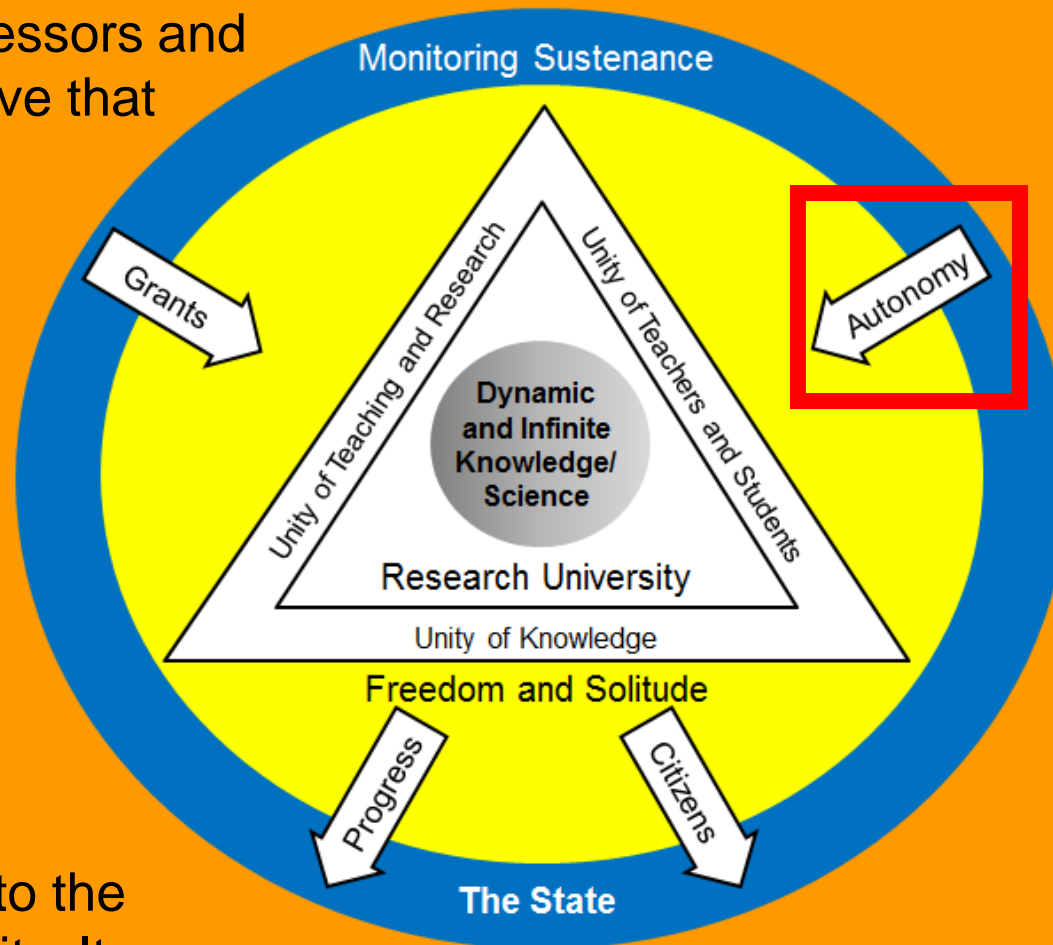 essors and
ve that
Monitoring Sustenance
Grants
Autonomy
Unity of Teaching and Research
Unity of Teachers and Students
Dynamic
and Infinite
Knowledge/
Science
Research University
Unity of Knowledge
Freedom and Solitude
Progress
Citizens
to the
The State